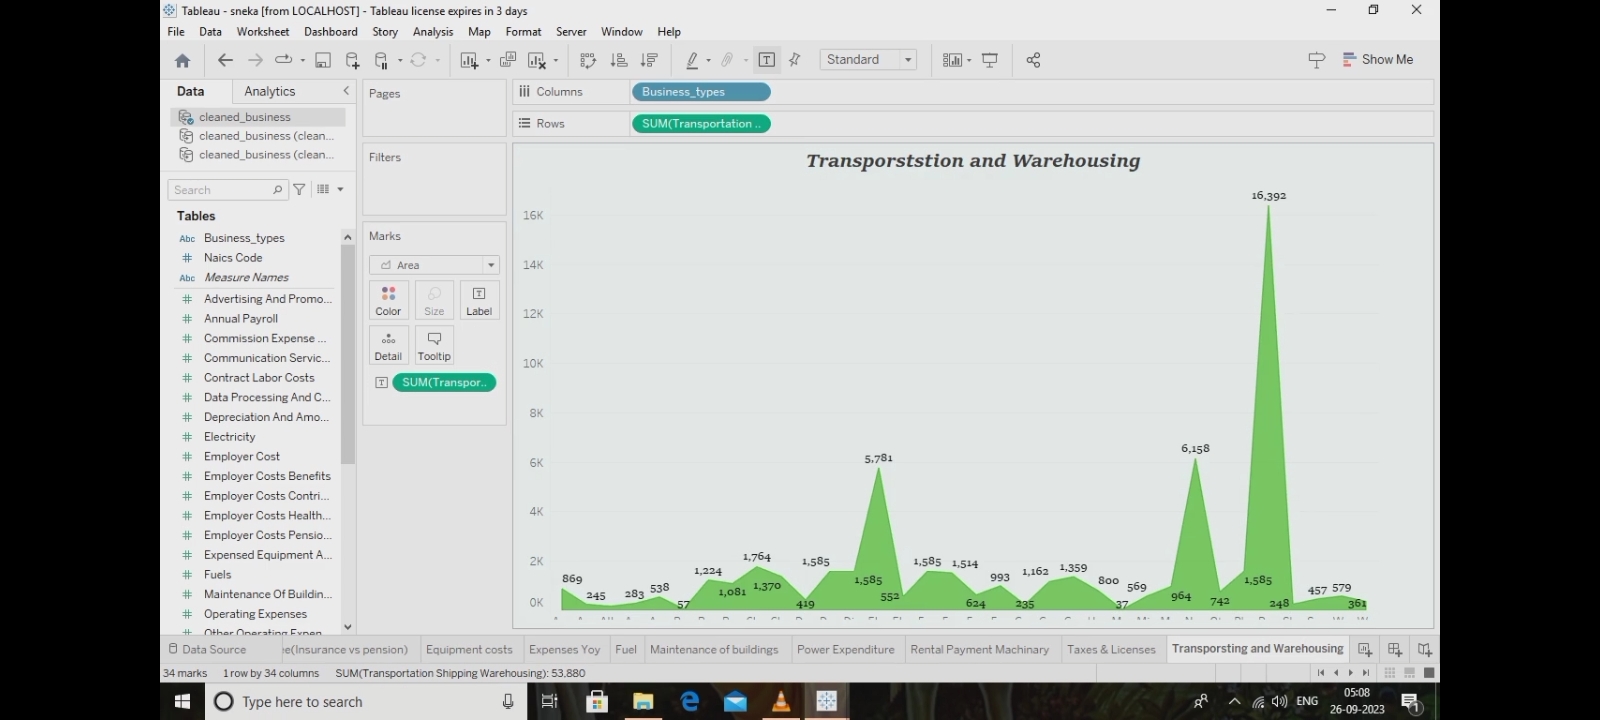 Tableau - sneka [from LOCALHOST] - Tableau license expires in 3 days
File Data Worksheet Dashboard Story Analysis Map Format Server Window Help
Standard
Show Me
Data Analytics
cleaned_business
cleaned_business (clean...
cleaned_business (clean...
Search
Tables
Abc Business_types
# Naics Code
Abc Measure Names
# Advertising And Promo...
# Annual Payroll
# Commission Expense ...
# Communication Servic...
# Contract Labor Costs
# Data Processing And C...
# Depreciation And Amo...
# Electricity
# Employer Cost
# Employer Costs Benefits
# Employer Costs Contri...
# Employer Costs Health...
# Employer Costs Pensio...
# Expensed Equipment A...
# Fuels
# Maintenance Of Buildin...
# Operating Expenses
# Other Operating Expen
Pages
Filters
Marks
Area
Color Size Label
Detail Tooltip
SUM(Transpor..
Columns Business_types
Rows SUM(Transportation ..
Transporststion and Warehousing
16K
14K
12K
10K
8K
6K
4K
2K
0K
869
245
283
538
57
1,224
1,081
1,764
1,370
419
1,585
1,585
5,781
552
1,585
1,514
624
993
235
1,162
1,359
800
37
569
964
6,158
742
1,585
16,392
248
457
579
361
Data Source
e(Insurance vs pension)
Equipment costs
Expenses Yoy
Fuel
Maintenance of buildings
Power Expenditure
Rental Payment Machinary
Taxes & Licenses
Transporsting and Warehousing
34 marks 1 row by 34 columns SUM(Transportation Shipping Warehousing): 53,880
Type here to search
ENG
05:08
26-09-2023
1